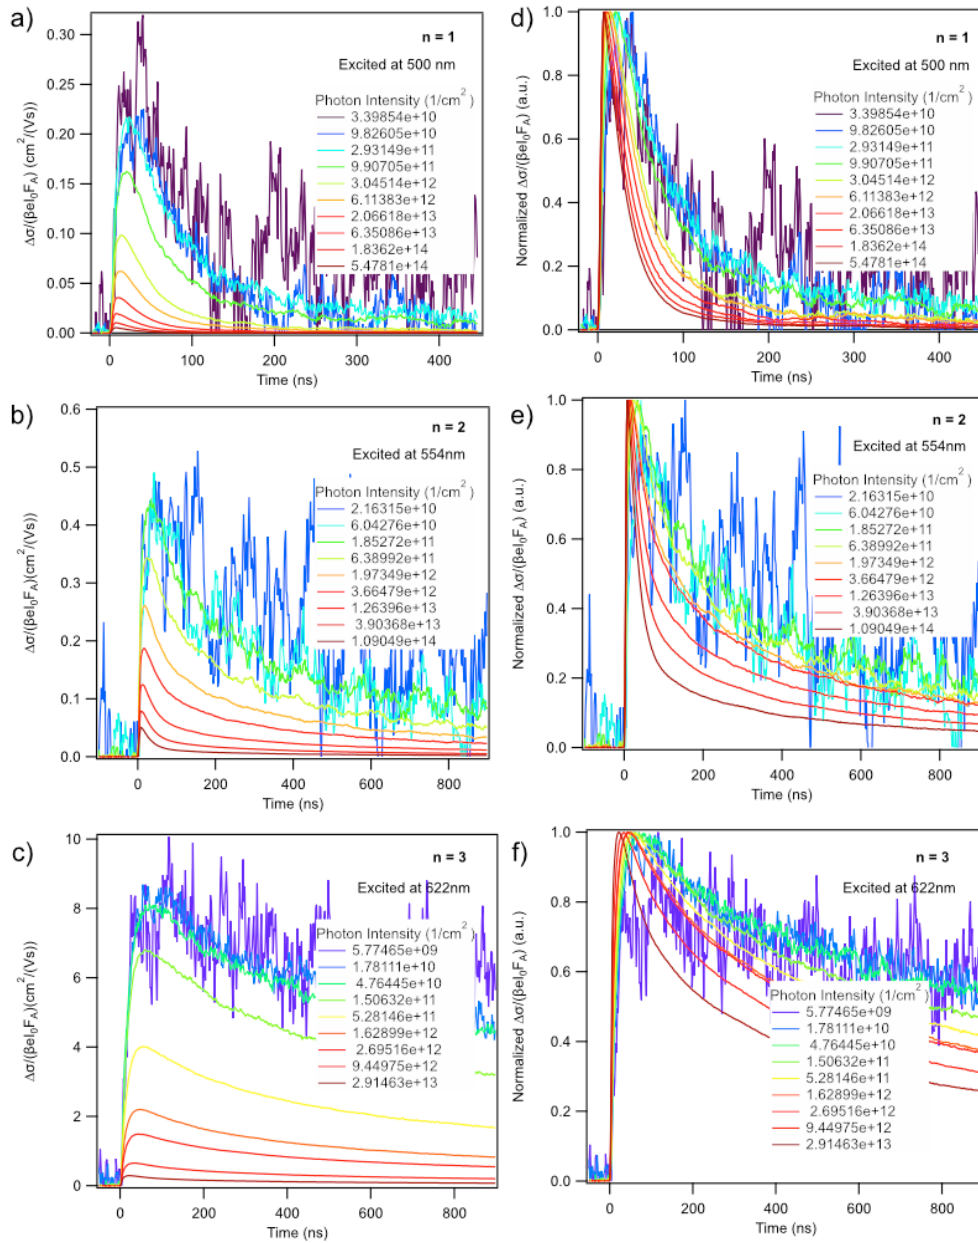 a)
n = 1
Excited at 500 nm
Photon Intensity (1/cm²)
3.39854e+10
9.82605e+10
2.93149e+11
9.90705e+11
3.04514e+12
6.11383e+12
2.06618e+13
6.35086e+13
1.8362e+14
5.4781e+14
Δσ/(βeI₀F_A) (cm²/(Vs))
0.30
0.25
0.20
0.15
0.10
0.05
0.00
0 100 200 300 400
Time (ns)
d)
n = 1
Excited at 500 nm
Photon Intensity (1/cm²)
3.39854e+10
9.82605e+10
2.93149e+11
9.90705e+11
3.04514e+12
6.11383e+12
2.06618e+13
6.35086e+13
1.8362e+14
5.4781e+14
Normalized Δσ/(βeI₀F_A) (a.u.)
1.0
0.8
0.6
0.4
0.2
0.0
0 100 200 300 400
Time (ns)
b)
n = 2
Excited at 554nm
Photon Intensity (1/cm²)
2.16315e+10
6.04276e+10
1.85272e+11
6.38992e+11
1.97349e+12
3.66479e+12
1.26396e+13
3.90368e+13
1.09049e+14
Δσ/(βeI₀F_A)(cm²/(Vs))
0.6
0.5
0.4
0.3
0.2
0.1
0.0
0 200 400 600 800
Time (ns)
e)
n = 2
Excited at 554nm
Photon Intensity (1/cm²)
2.16315e+10
6.04276e+10
1.85272e+11
6.38992e+11
1.97349e+12
3.66479e+12
1.26396e+13
3.90368e+13
1.09049e+14
Normalized Δσ/(βeI₀F_A) (a.u.)
1.0
0.8
0.6
0.4
0.2
0.0
0 200 400 600 800
Time (ns)
c)
n = 3
Excited at 622nm
Photon Intensity (1/cm²)
5.77465e+09
1.78111e+10
4.76445e+10
1.50632e+11
5.28146e+11
1.62899e+12
2.69516e+12
9.44975e+12
2.91463e+13
Δσ/(βeI₀F_A)(cm²/(Vs))
10
8
6
4
2
0
0 200 400 600 800
Time (ns)
f)
n = 3
Excited at 622nm
Photon Intensity (1/cm²)
5.77465e+09
1.78111e+10
4.76445e+10
1.50632e+11
5.28146e+11
1.62899e+12
2.69516e+12
9.44975e+12
2.91463e+13
Normalized Δσ/(βeI₀F_A) (a.u.)
1.0
0.8
0.6
0.4
0.2
0.0
0 200 400 600 800
Time (ns)